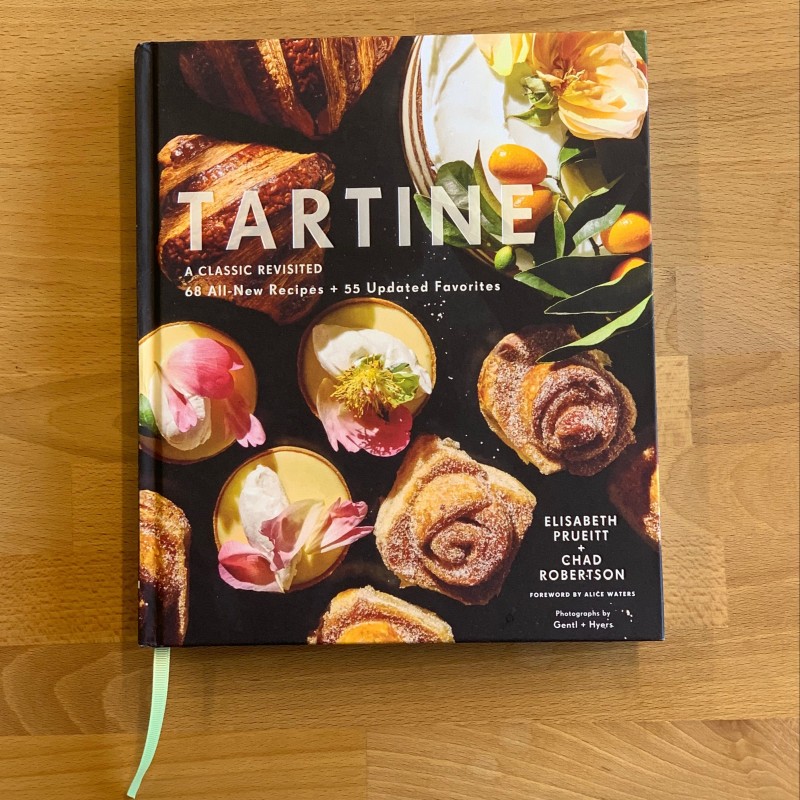 TARTINE
A CLASSIC REVISITED
68 All-New Recipes + 55 Updated Favorites
ELISABETH
PRUEITT
+
CHAD
ROBERTSON
FOREWORD BY ALICE WATERS
Photographs by
Gentl + Hyers